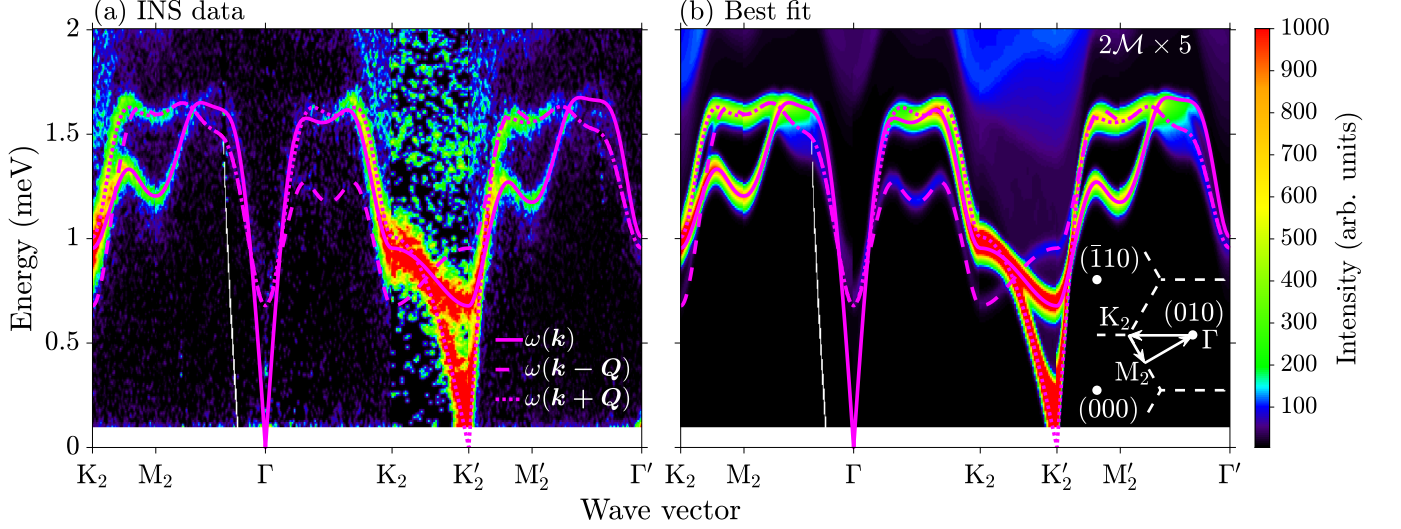 (a) INS data
(b) Best fit
2ℳ × 5
Energy (meV)
2
1.5
1
0.5
0
ω(k)
ω(k − Q)
ω(k + Q)
K₂ M₂ Γ K₂ K′₂ M′₂ Γ′
(1̄10)
(010)
K₂
Γ
M₂
(000)
K₂ M₂ Γ K₂ K′₂ M′₂ Γ′
Wave vector
1000
900
800
700
600
500
400
300
200
100
Intensity (arb. units)